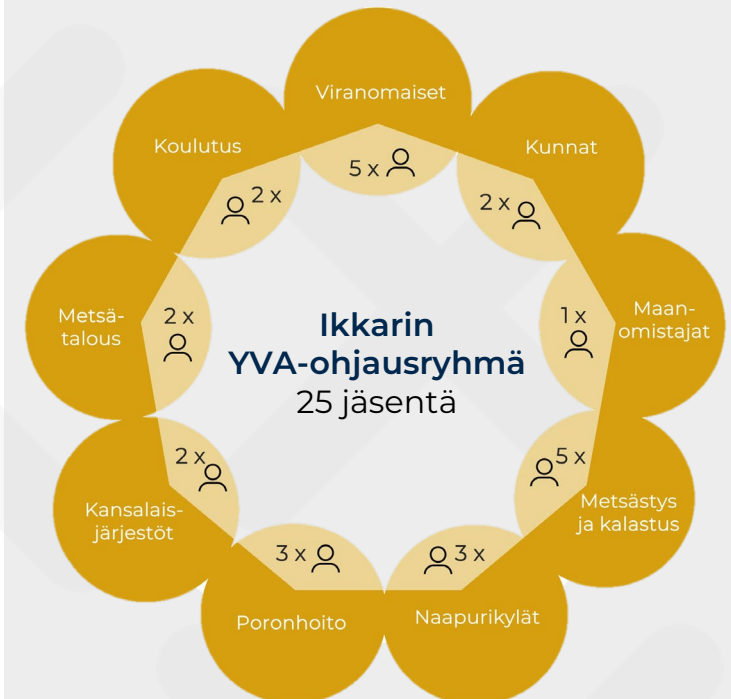 Viranomaiset
5 x
Kunnat
2 x
Maan-
omistajat
1 x
Metsästys
ja kalastus
5 x
Naapurikylät
3 x
Poronhoito
3 x
Kansalais-
järjestöt
2 x
Metsä-
talous
2 x
Koulutus
2 x
Ikkarin
YVA-ohjausryhmä
25 jäsentä